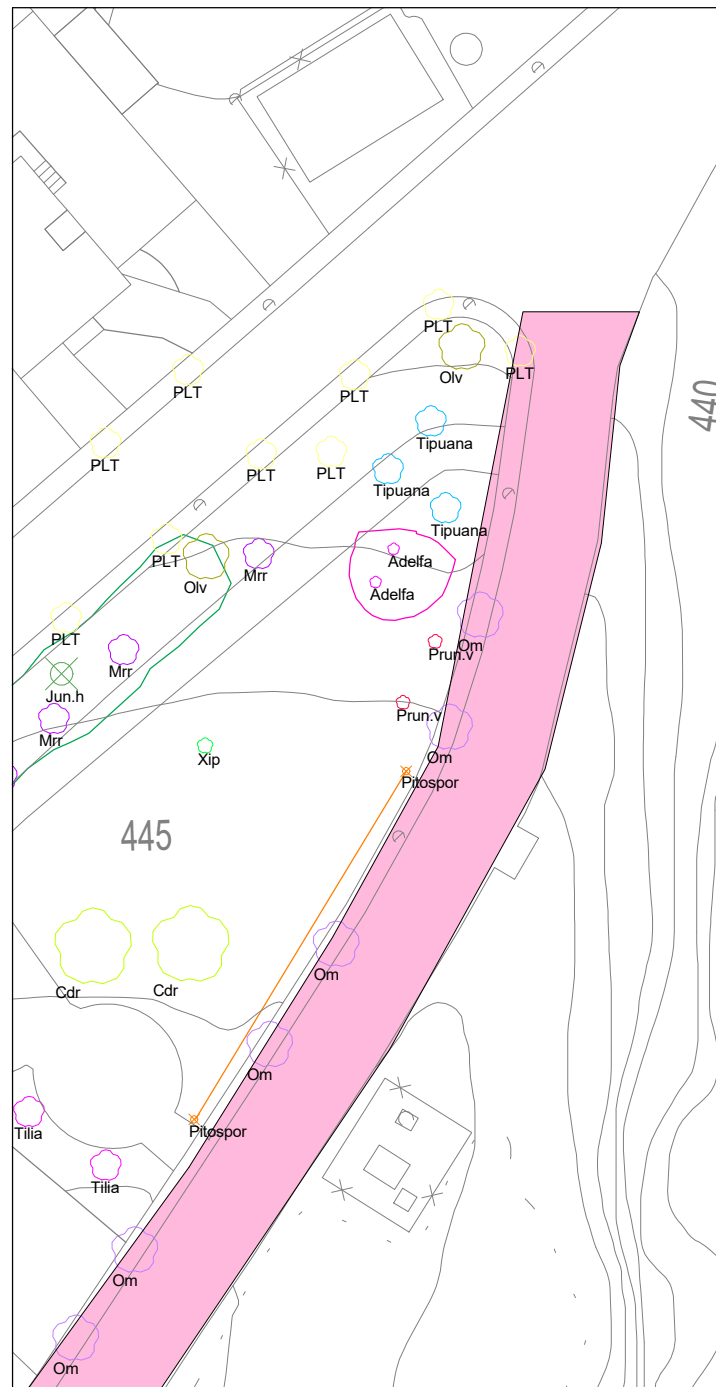 PLT
Olv
PLT
440
PLT
PLT
Tipuana
PLT
PLT
PLT
Tipuana
Tipuana
PLT
Olv
Mrr
Adelfa
Adelfa
PLT
Mrr
Prun.v
Om
Jun.h
Mrr
Prun.v
Xip
Om
Pitospor
445
Cdr
Cdr
Om
Om
Tilia
Pitospor
Tilia
Om
Om